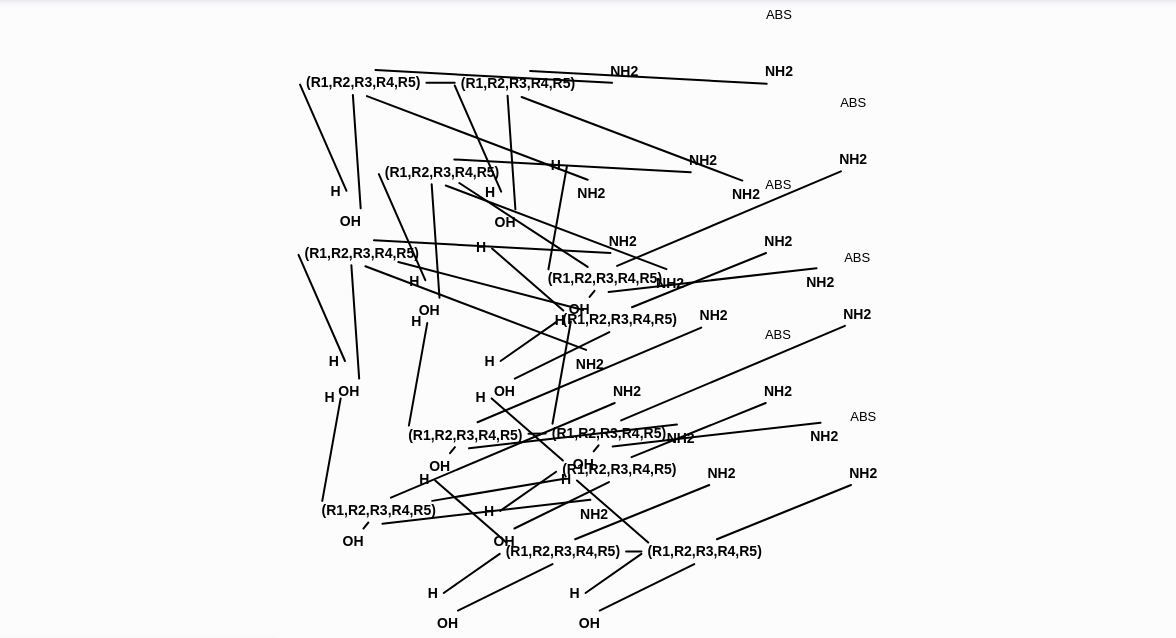 ABS
NH2 NH2
(R1,R2,R3,R4,R5) (R1,R2,R3,R4,R5)
ABS
H NH2 NH2
(R1,R2,R3,R4,R5) ABS
H H NH2 NH2
OH OH
H NH2 NH2
(R1,R2,R3,R4,R5) ABS
H (R1,R2,R3,R4,R5) NH2 NH2
OH OH
H H (R1,R2,R3,R4,R5) NH2 NH2
ABS
H H NH2
OH OH NH2 NH2
H H
ABS
(R1,R2,R3,R4,R5) (R1,R2,R3,R4,R5) NH2 NH2
OH OH
H H (R1,R2,R3,R4,R5) NH2 NH2
(R1,R2,R3,R4,R5) H NH2
OH OH
(R1,R2,R3,R4,R5) (R1,R2,R3,R4,R5)
H H
OH OH